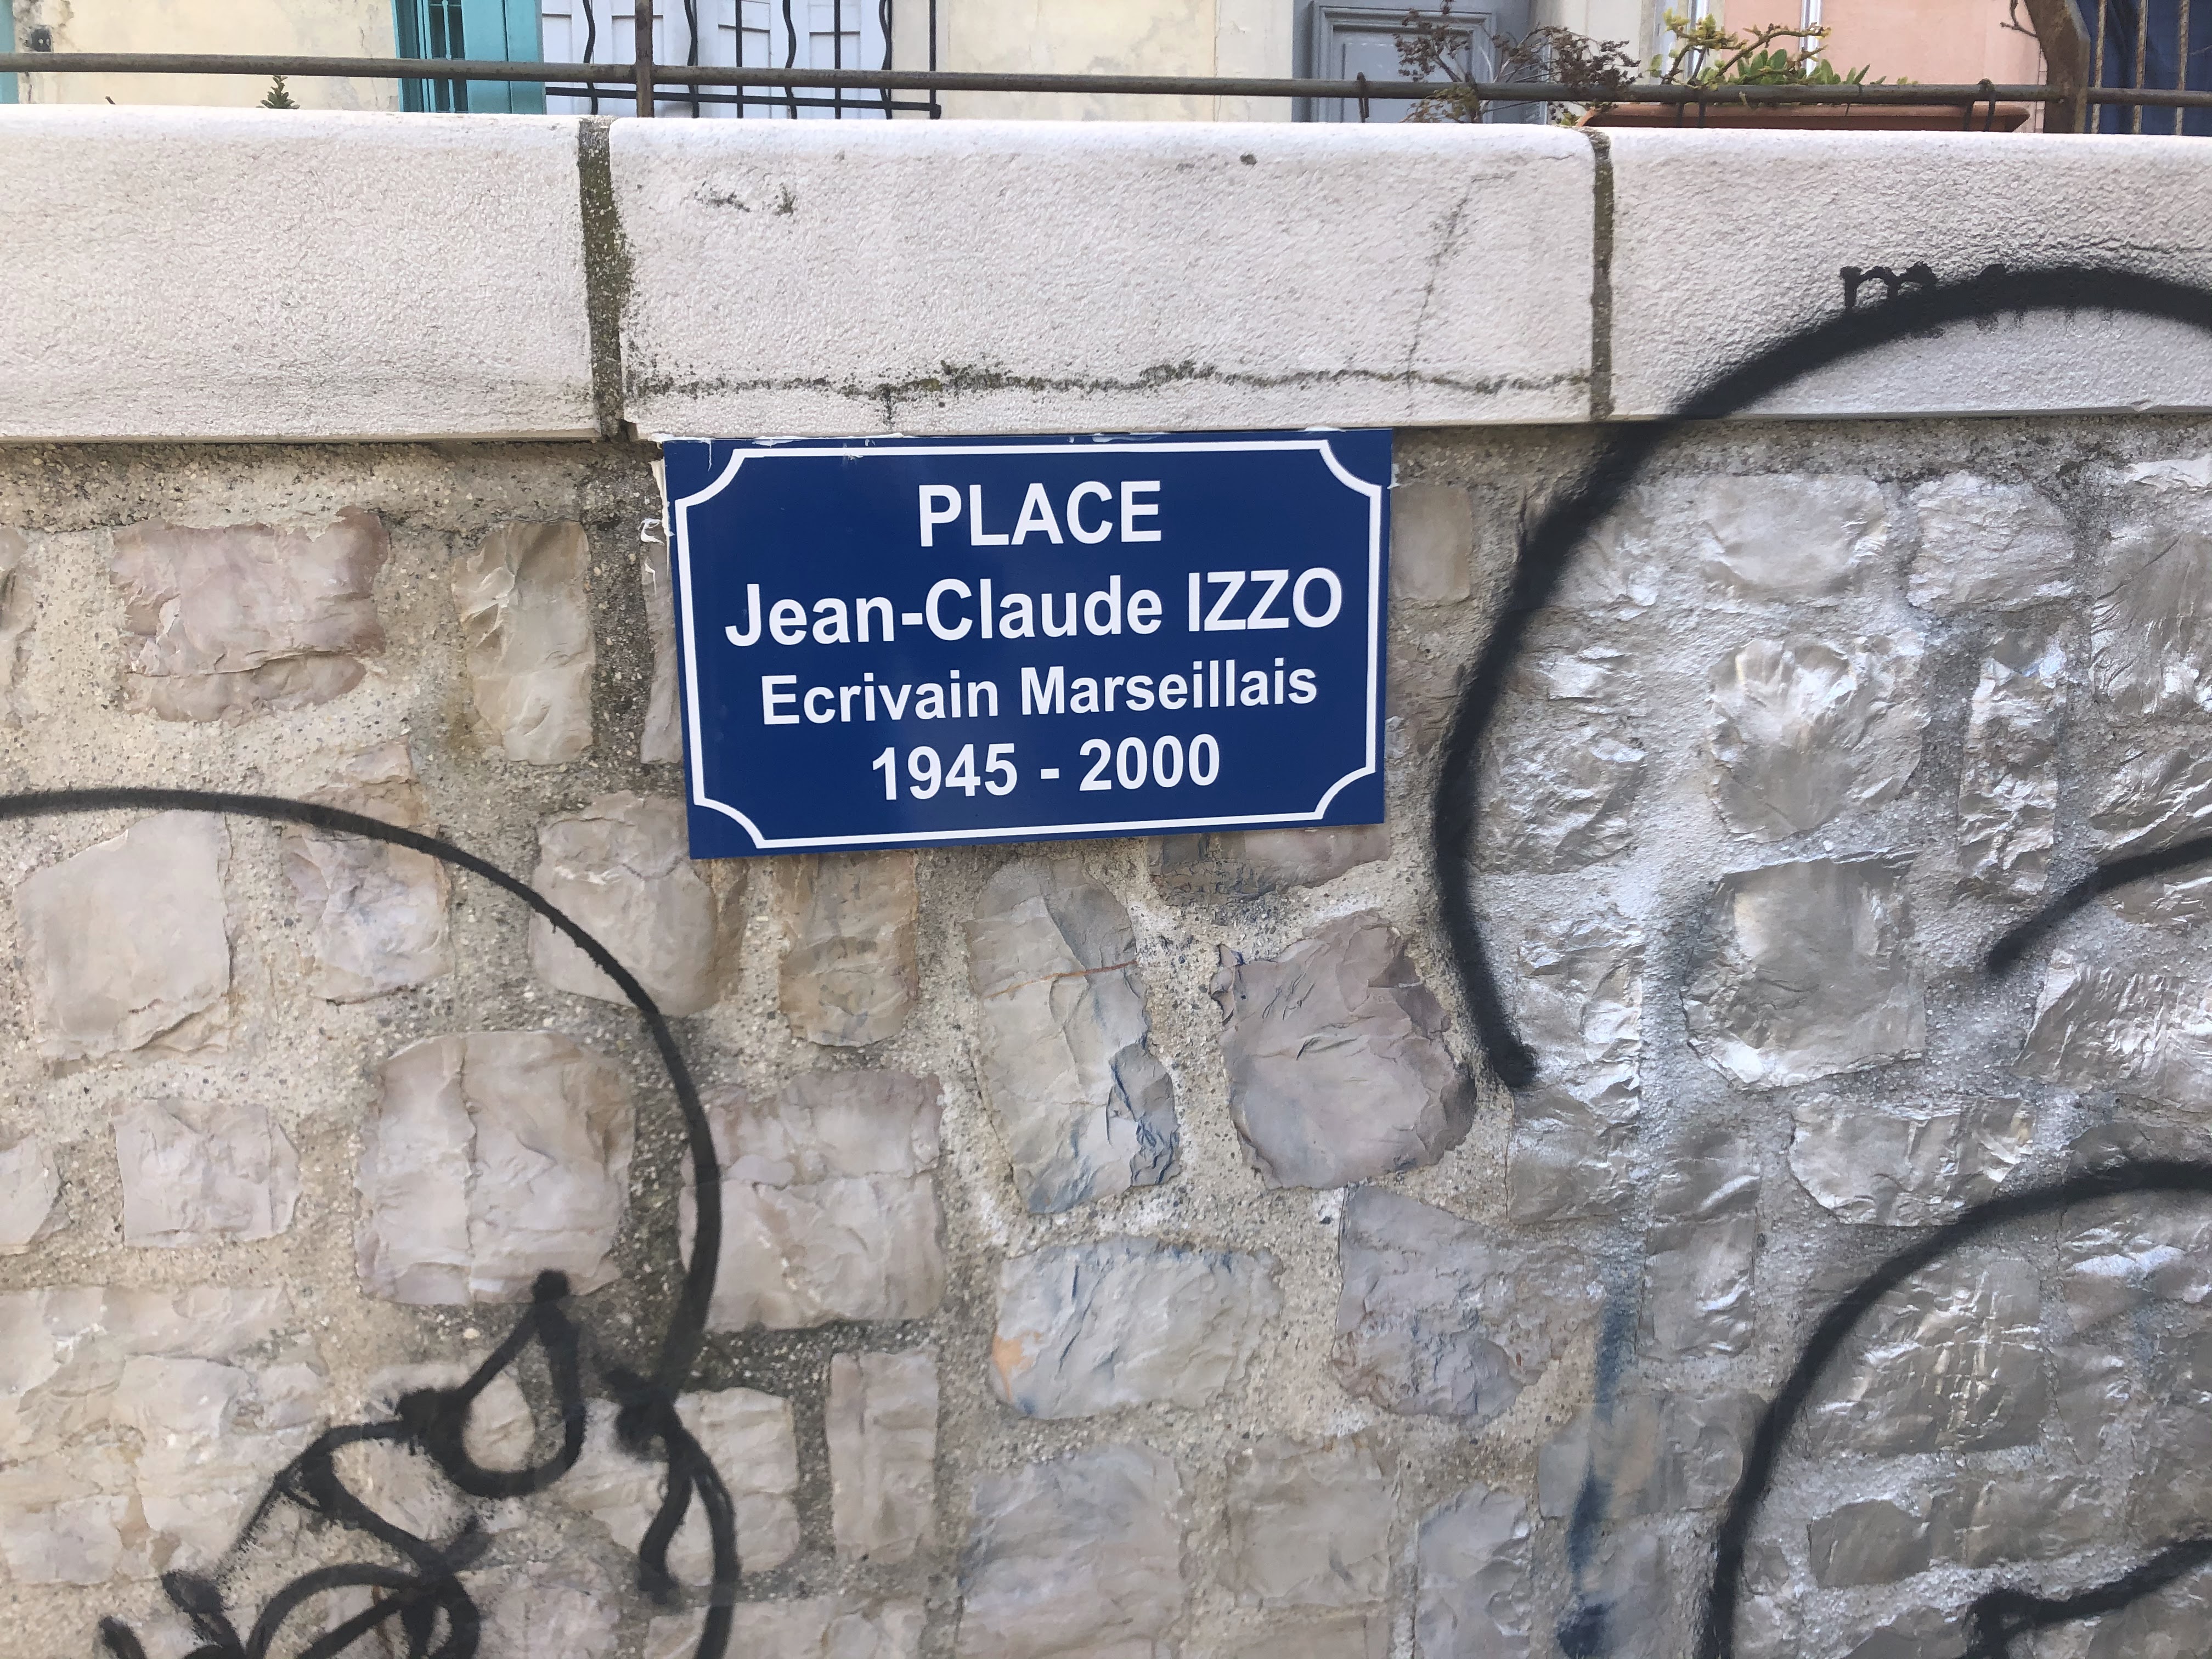 PLACE
Jean-Claude IZZO
Ecrivain Marseillais
1945 - 2000